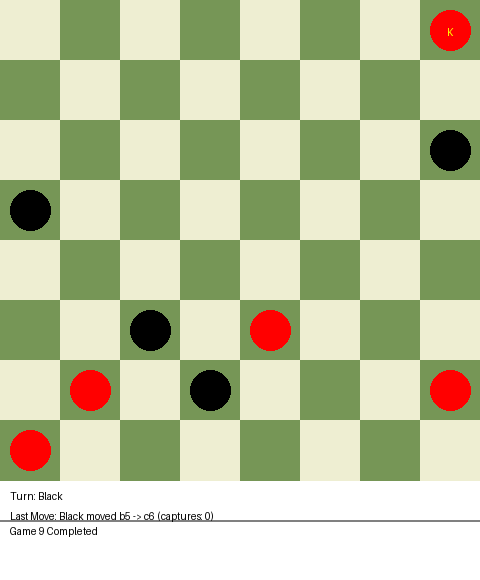 K
Turn: Black
Last Move: Black moved b5 -> c6 (captures: 0)
Game 9 Completed